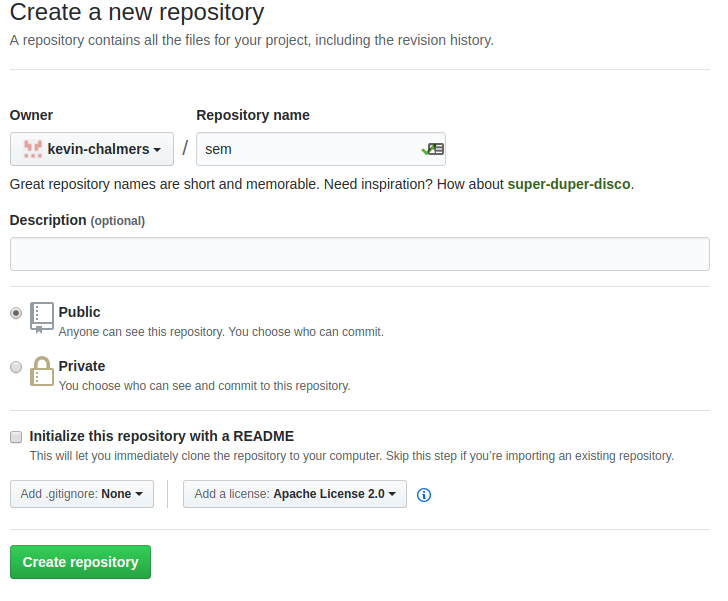 Create a new repository
A repository contains all the files for your project, including the revision history.
Owner
Repository name
kevin-chalmers / sem
Great repository names are short and memorable. Need inspiration? How about super-duper-disco.
Description (optional)
Public
Anyone can see this repository. You choose who can commit.
Private
You choose who can see and commit to this repository.
Initialize this repository with a README
This will let you immediately clone the repository to your computer. Skip this step if you're importing an existing repository.
Add .gitignore: None
Add a license: Apache License 2.0
Create repository